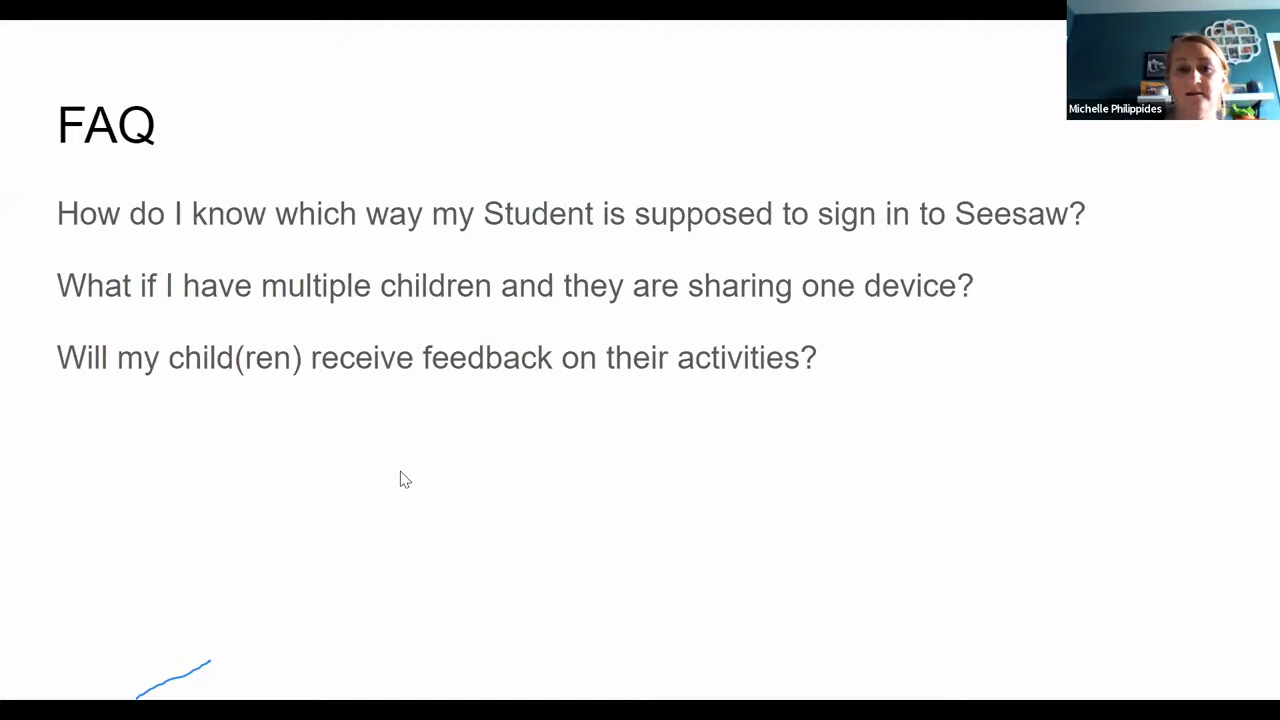 FAQ
How do I know which way my Student is supposed to sign in to Seesaw?
What if I have multiple children and they are sharing one device?
Will my child(ren) receive feedback on their activities?
Michelle Philippides